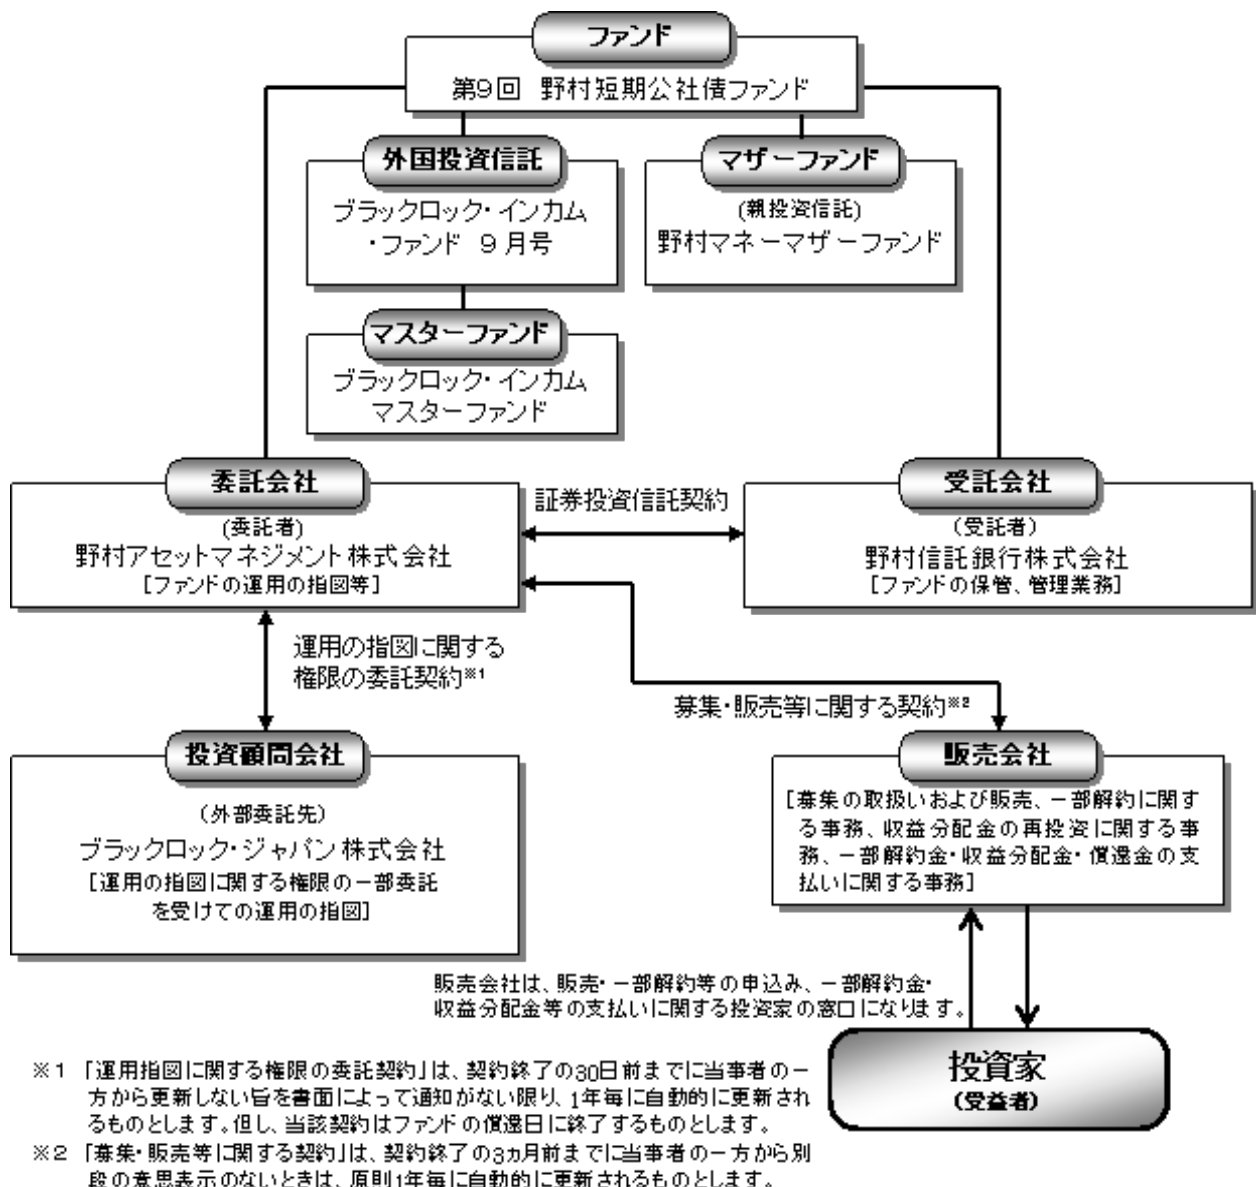 ファンド
第9回 野村短期公社債ファンド
外国投資信託
ブラックロック・インカム
・ファンド 9月号
マザーファンド
(親投資信託)
野村マネーマザーファンド
マスターファンド
ブラックロック・インカム
マスターファンド
委託会社
(委託者)
野村アセットマネジメント株式会社
[ファンドの運用の指図等]
証券投資信託契約
受託会社
(受託者)
野村信託銀行株式会社
[ファンドの保管、管理業務]
運用の指図に関する
権限の委託契約※1
募集・販売等に関する契約※2
投資顧問会社
(外部委託先)
ブラックロック・ジャパン株式会社
[運用の指図に関する権限の一部委託
を受けての運用の指図]
販売会社
[募集の取扱いおよび販売、一部解約に関す
る事務、収益分配金の再投資に関する事
務、一部解約金・収益分配金・償還金の支
払いに関する事務]
販売会社は、販売・一部解約等の申込み、一部解約金・
収益分配金等の支払いに関する投資家の窓口になります。
投資家
(受益者)
※1 「運用指図に関する権限の委託契約」は、契約終了の30日前までに当事者の一
方から更新しない旨を書面によって通知がない限り、1年毎に自動的に更新され
るものとします。但し、当該契約はファンドの償還日に終了するものとします。
※2 「募集・販売等に関する契約」は、契約終了の3ヵ月前までに当事者の一方から別
段の意思表示のないときは、原則1年毎に自動的に更新されるものとします。